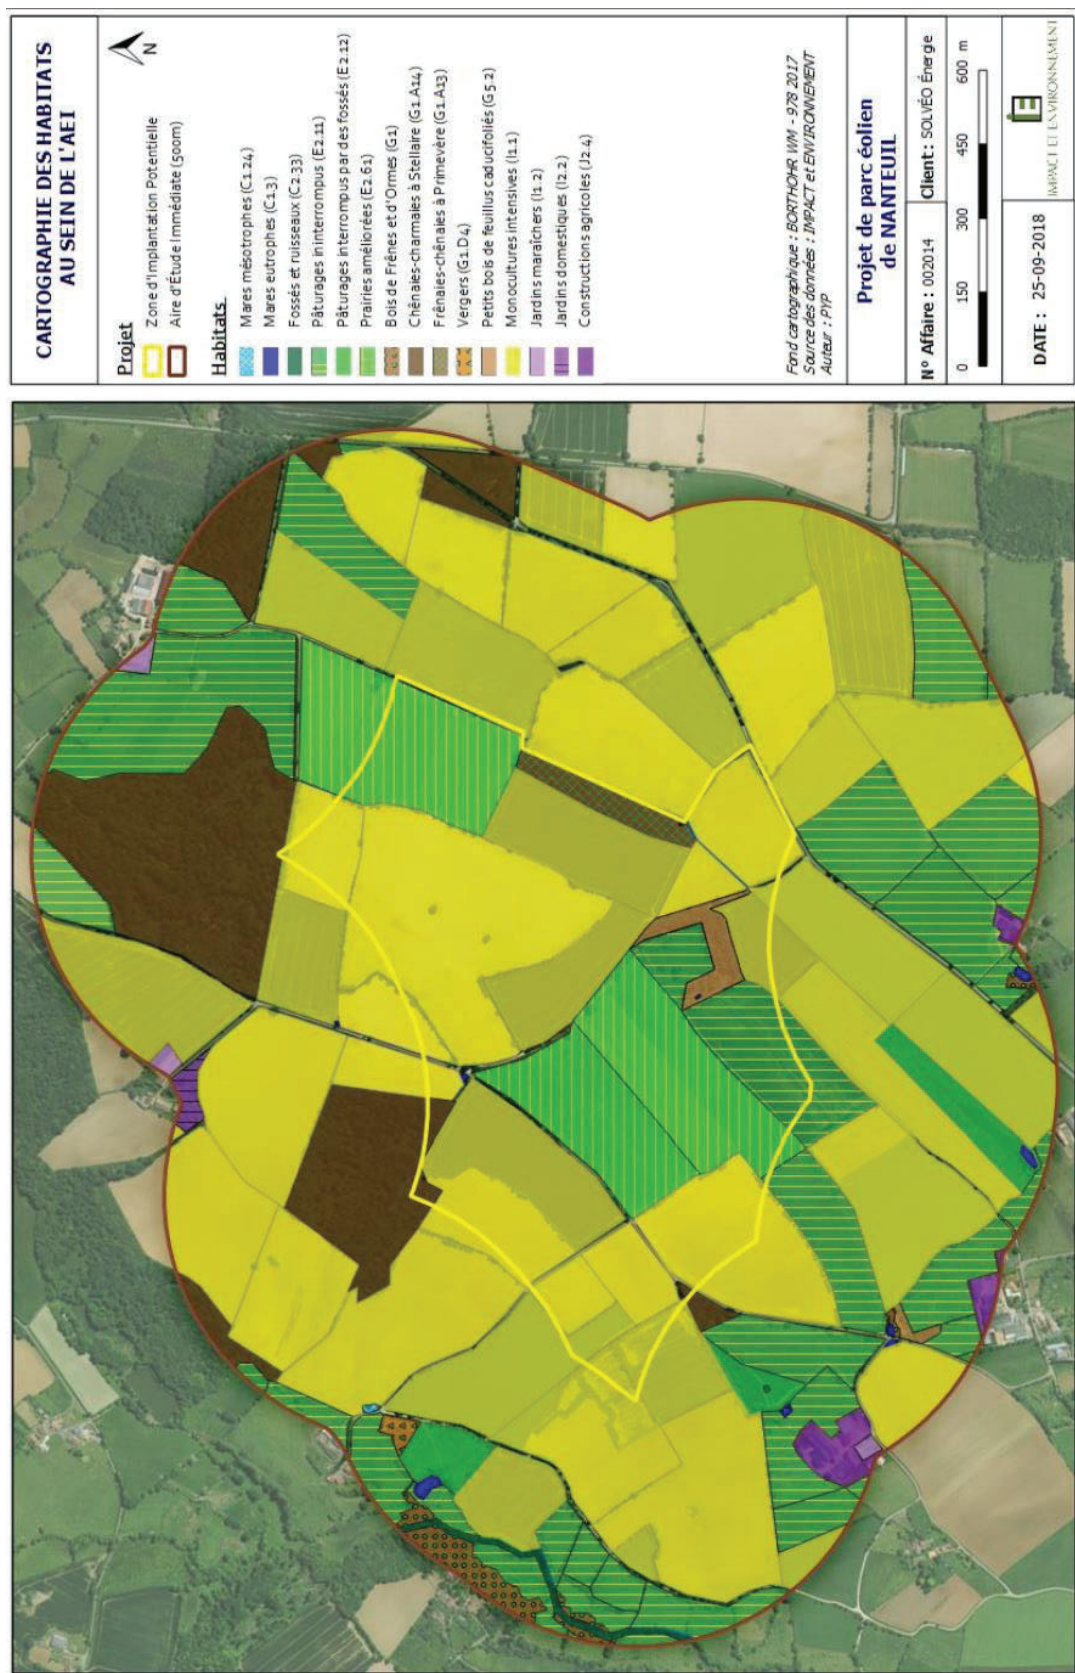 CARTOGRAPHIE DES HABITATS
AU SEIN DE L'AEI
N
Projet
Zone d'Implantation Potentielle
Aire d'Étude Immédiate (500m)
Habitats
Mares mésotrophes (C1.24)
Mares eutrophes (C1.3)
Fossés et ruisseaux (C2.33)
Pâturages interrompus (E2.11)
Pâturages interrompus par des fossés (E2.12)
Prairies améliorées (E2.61)
Bois de Frênes et d'Ormes (G1)
Chênaies-charmaies à Stellaire (G1.A14)
Frênaies-chênaies à Primevère (G1.A13)
Vergers (G1.D4)
Petits bois de feuillus caducifoliés (G5.2)
Monocultures intensives (I1.1)
Jardins maraîchers (I1.2)
Jardins domestiques (I2.2)
Constructions agricoles (J2.4)
Fond cartographique : BORTHOHR WM - 978 2017
Source des données : IMPACT et ENVIRONNEMENT
Auteur : PYP
Projet de parc éolien
de NANTEUIL
N° Affaire : 002014
Client : SOLVÉO Énerge
0 150 300 450 600 m
DATE : 25-09-2018
IE
IMPACT ET ENVIRONNEMENT